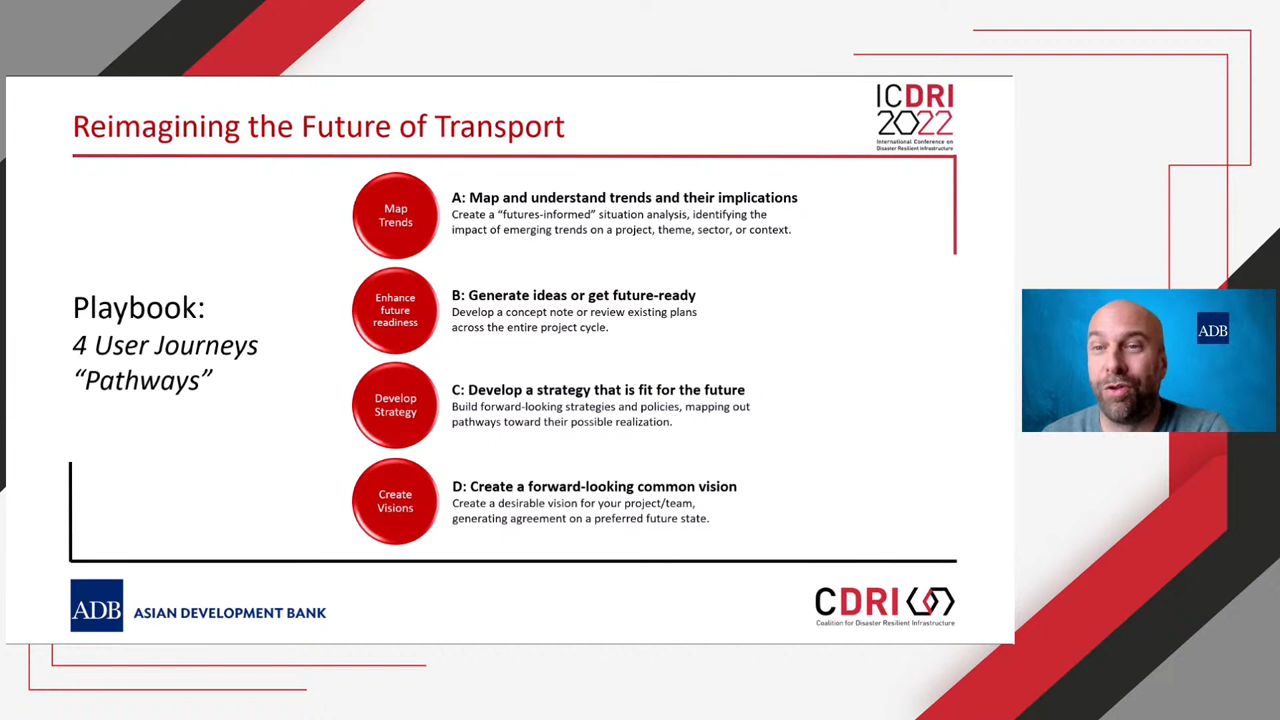 Reimagining the Future of Transport
ICDRI
2022
International Conference on
Disaster Resilient Infrastructure
Map
Trends
A: Map and understand trends and their implications
Create a “futures-informed” situation analysis, identifying the
impact of emerging trends on a project, theme, sector, or context.
Playbook:
4 User Journeys
“Pathways”
Enhance
future
readiness
B: Generate ideas or get future-ready
Develop a concept note or review existing plans
across the entire project cycle.
Develop
Strategy
C: Develop a strategy that is fit for the future
Build forward-looking strategies and policies, mapping out
pathways toward their possible realization.
Create
Visions
D: Create a forward-looking common vision
Create a desirable vision for your project/team,
generating agreement on a preferred future state.
ADB
ADB ASIAN DEVELOPMENT BANK
CDRI
Coalition for Disaster Resilient Infrastructure